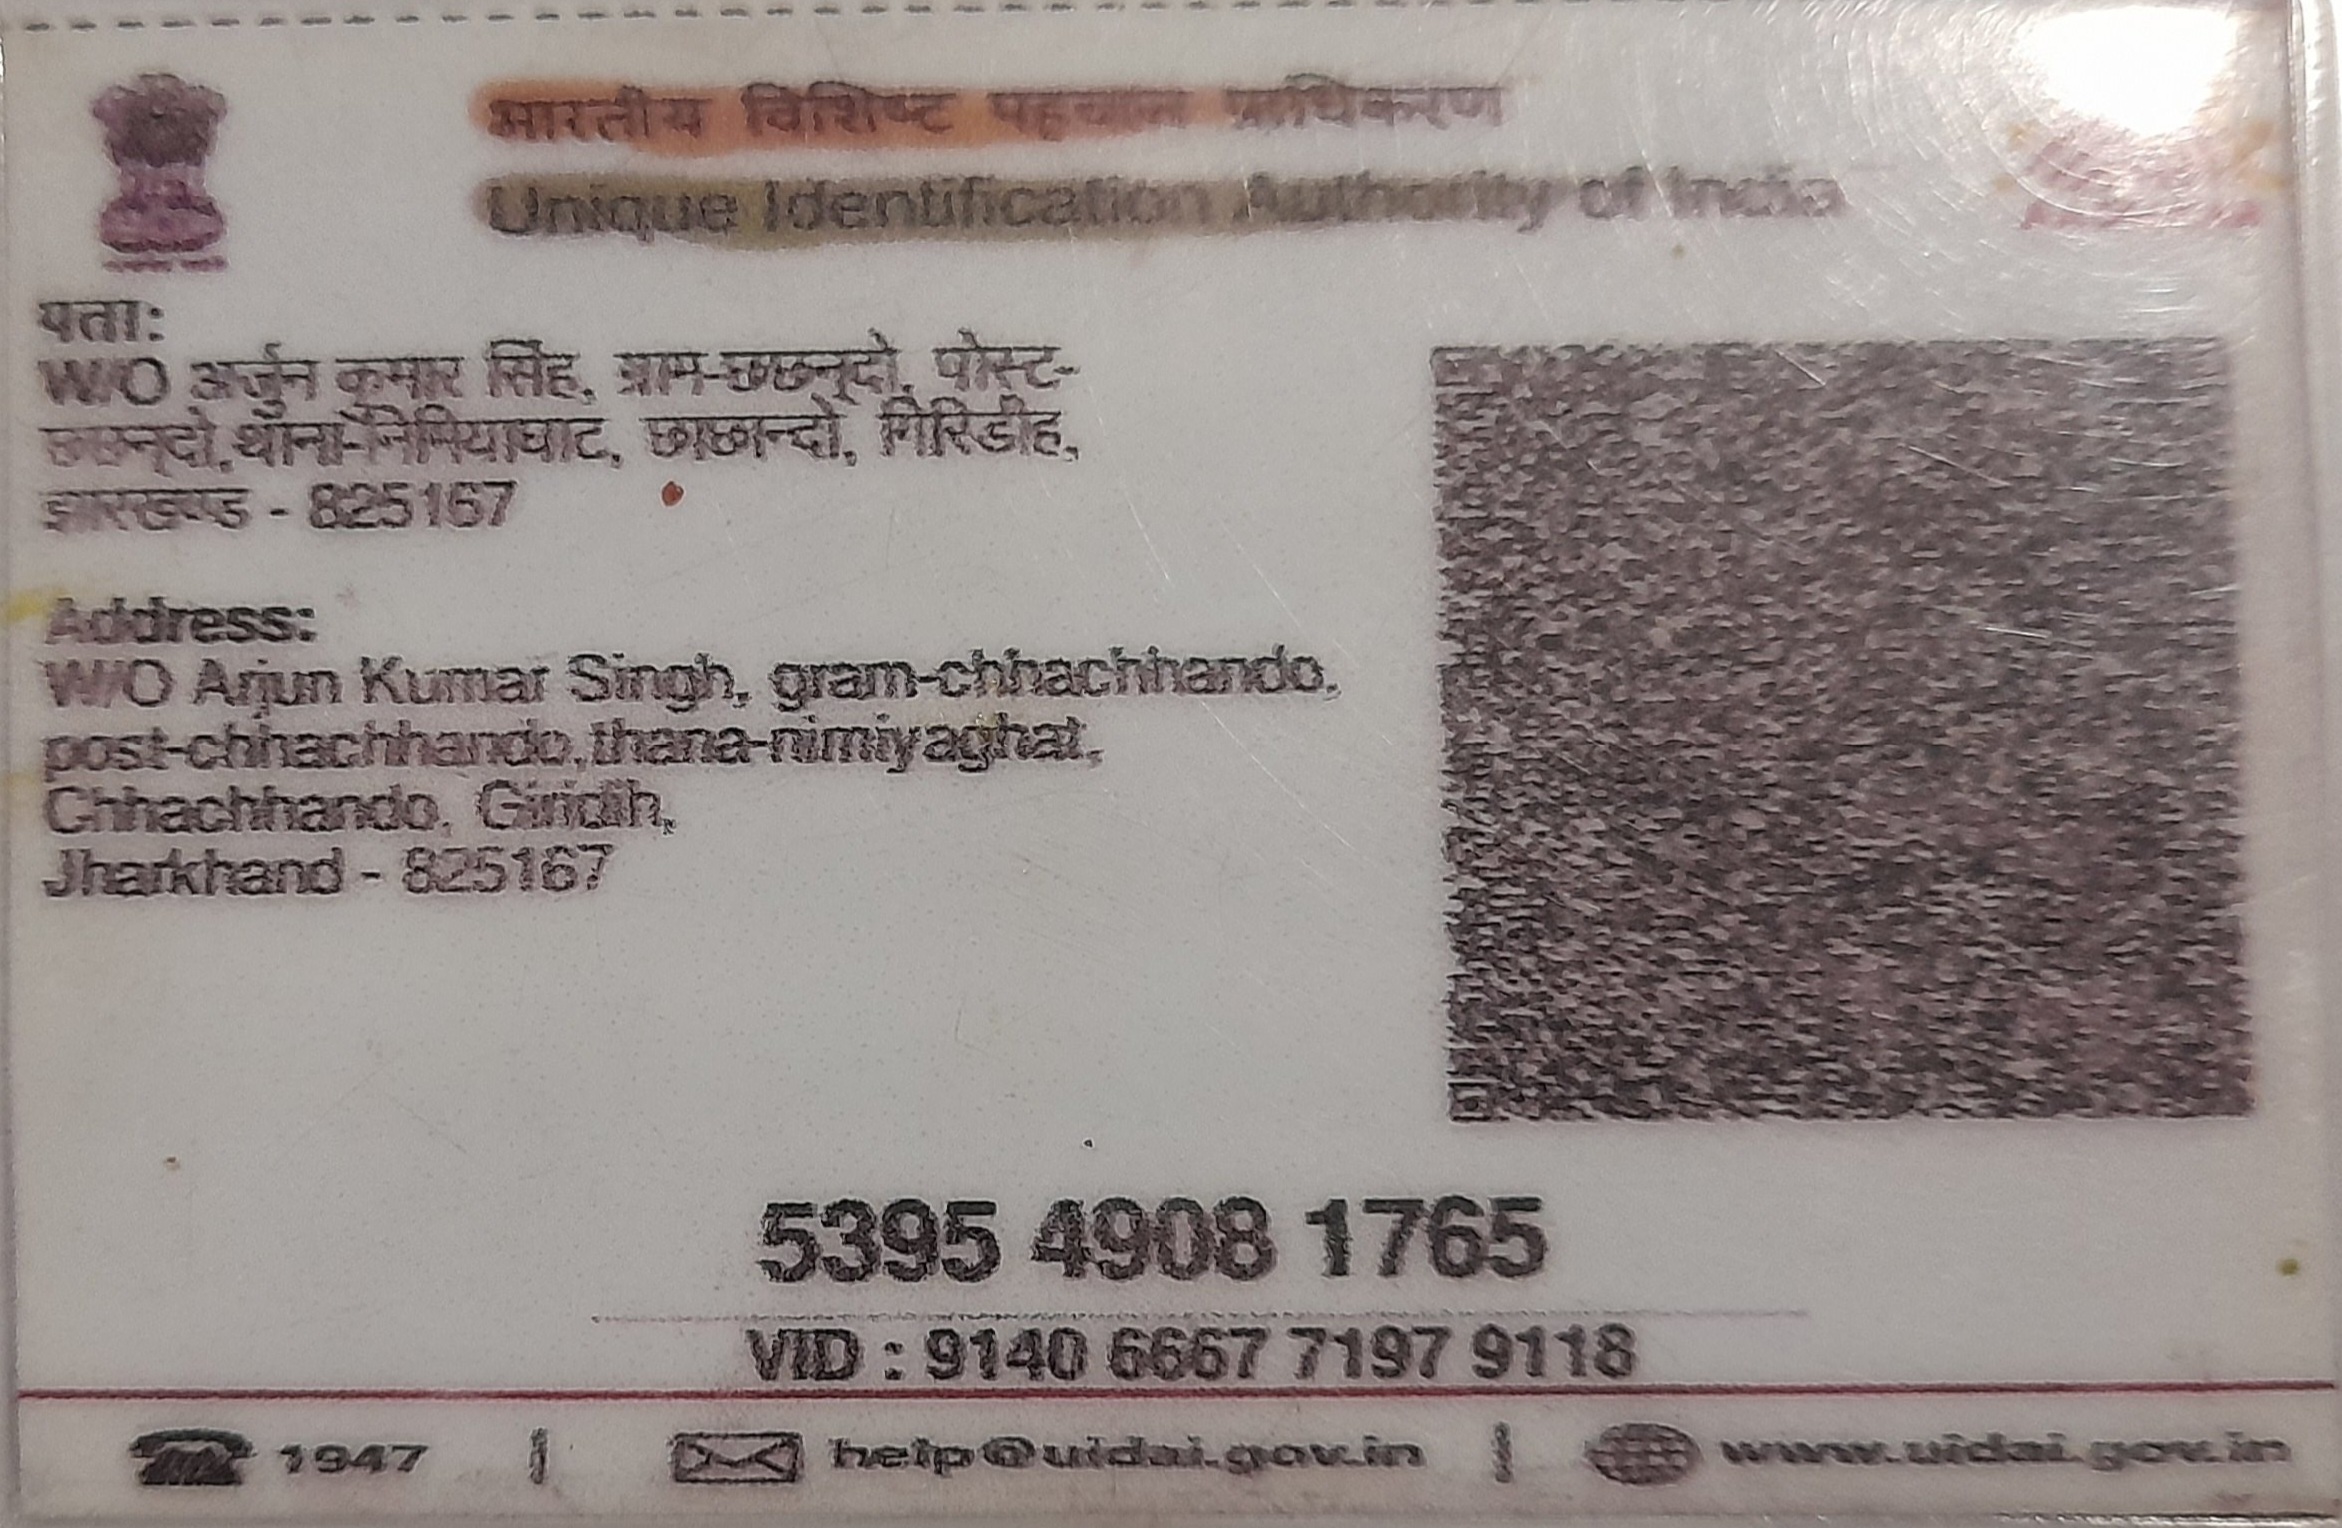 भारतीय विशिष्ट पहचान प्राधिकरण
Unique Identification Authority of India
पता:
W/O अर्जुन कुमार सिंह, ग्राम-छछन्दो, पोस्ट-
छछन्दो,थाना-निमियाघाट, छाछान्दो, गिरिडीह,
झारखण्ड - 825167
Address:
W/O Arjun Kumar Singh, gram-chhachhando,
post-chhachhando,thana-nimiyaghat,
Chhachhando, Giridih,
Jharkhand - 825167
5395 4908 1765
VID : 9140 6667 7197 9118
1947 | help@uidai.gov.in | www.uidai.gov.in